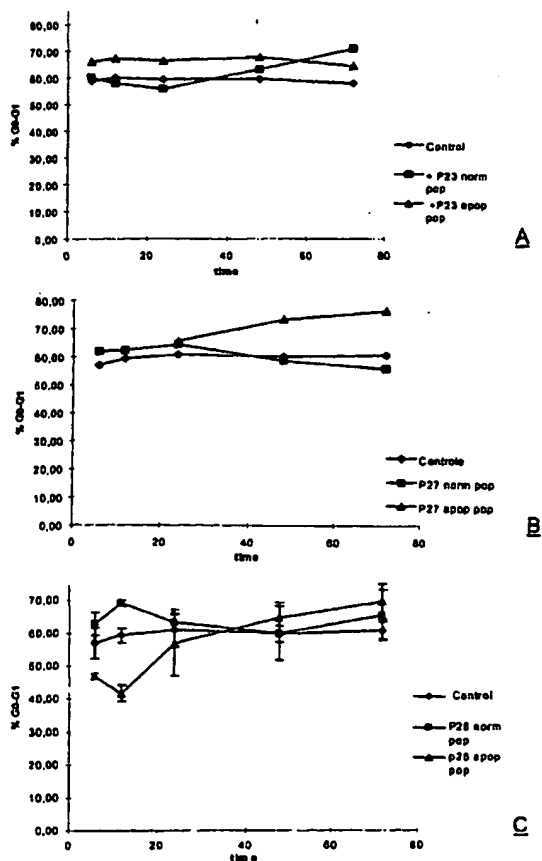 80,00
70,00
60,00
50,00
40,00
30,00
20,00
10,00
0,00
% G0-G1
0 20 40 60 80
time
Control
+ P23 norm
pop
+P23 apop
pop
A
80,00
70,00
60,00
50,00
40,00
30,00
20,00
10,00
0,00
% G0-G1
0 20 40 60 80
time
Controle
P27 norm pop
P27 apop pop
B
70,00
60,00
50,00
40,00
30,00
20,00
10,00
0,00
% G0-G1
0 20 40 60 80
time
Control
norm
pop
apop
pop
C